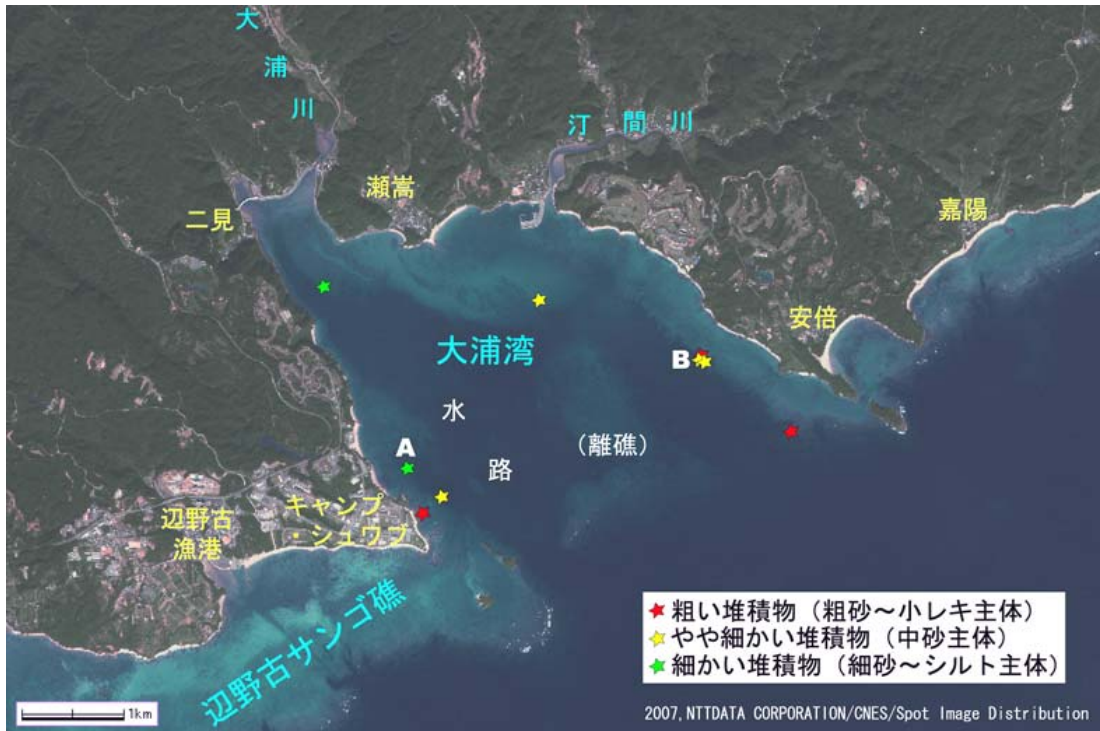 大浦川
汀間川
瀬嵩
二見
嘉陽
安倍
大浦湾
B
水路
(離礁)
A
キャンプ
・シュワブ
辺野古
漁港
辺野古サンゴ礁
粗い堆積物(粗砂～小レキ主体)
やや細かい堆積物(中砂主体)
細かい堆積物(細砂～シルト主体)
1km
2007,NTTDATA CORPORATION/CNES/Spot Image Distribution